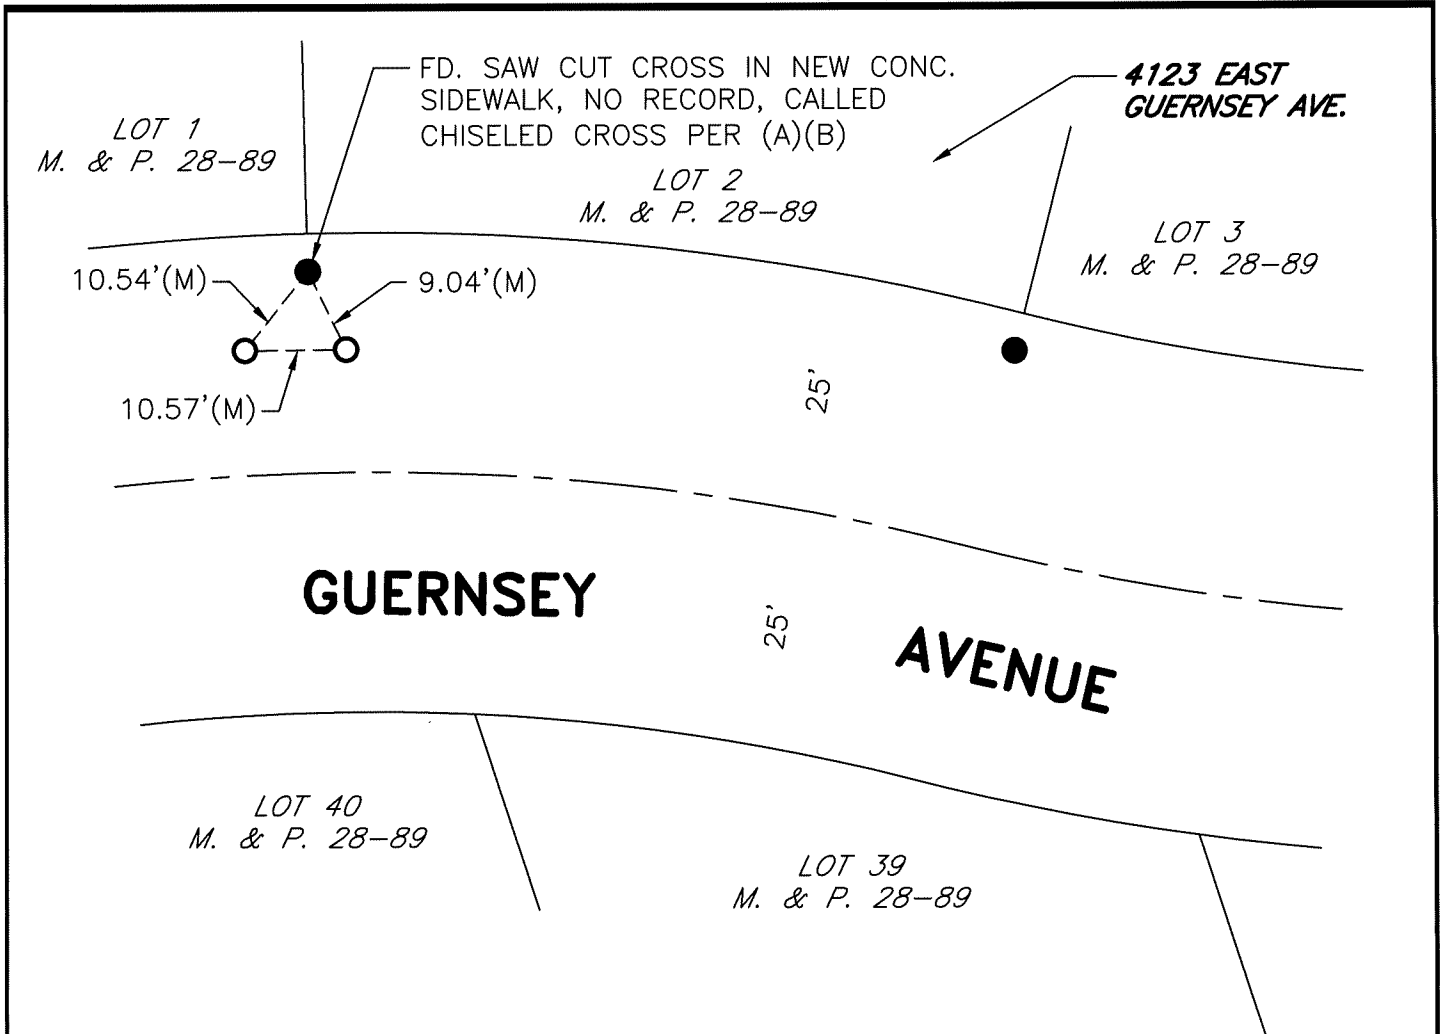 FD. SAW CUT CROSS IN NEW CONC.
SIDEWALK, NO RECORD, CALLED
CHISELED CROSS PER (A)(B)
4123 EAST
GUERNSEY AVE.
LOT 1
M. & P. 28-89
LOT 2
M. & P. 28-89
LOT 3
M. & P. 28-89
10.54'(M)
9.04'(M)
10.57'(M)
25'
GUERNSEY
25'
AVENUE
LOT 40
M. & P. 28-89
LOT 39
M. & P. 28-89